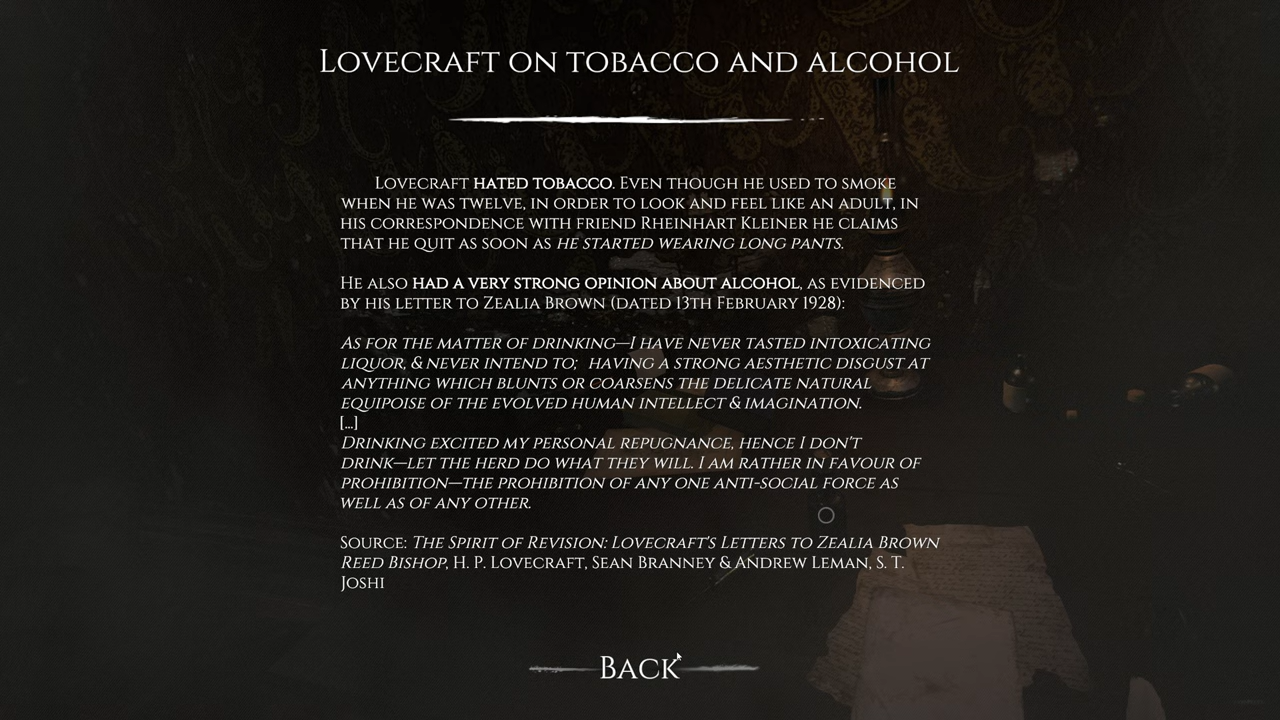 Lovecraft on tobacco and alcohol
Lovecraft hated tobacco. Even though he used to smoke
when he was twelve, in order to look and feel like an adult, in
his correspondence with friend Rheinhart Kleiner he claims
that he quit as soon as he started wearing long pants.
He also had a very strong opinion about alcohol, as evidenced
by his letter to Zealia Brown (dated 13th February 1928):
As for the matter of drinking—I have never tasted intoxicating
liquor, & never intend to; having a strong aesthetic disgust at
anything which blunts or coarsens the delicate natural
equipoise of the evolved human intellect & imagination.
[...]
Drinking excited my personal repugnance, hence I don't
drink—let the herd do what they will. I am rather in favour of
prohibition—the prohibition of any one anti-social force as
well as of any other.
Source: The Spirit of Revision: Lovecraft's Letters to Zealia Brown
Reed Bishop, H. P. Lovecraft, Sean Branney & Andrew Leman, S. T.
Joshi
Back